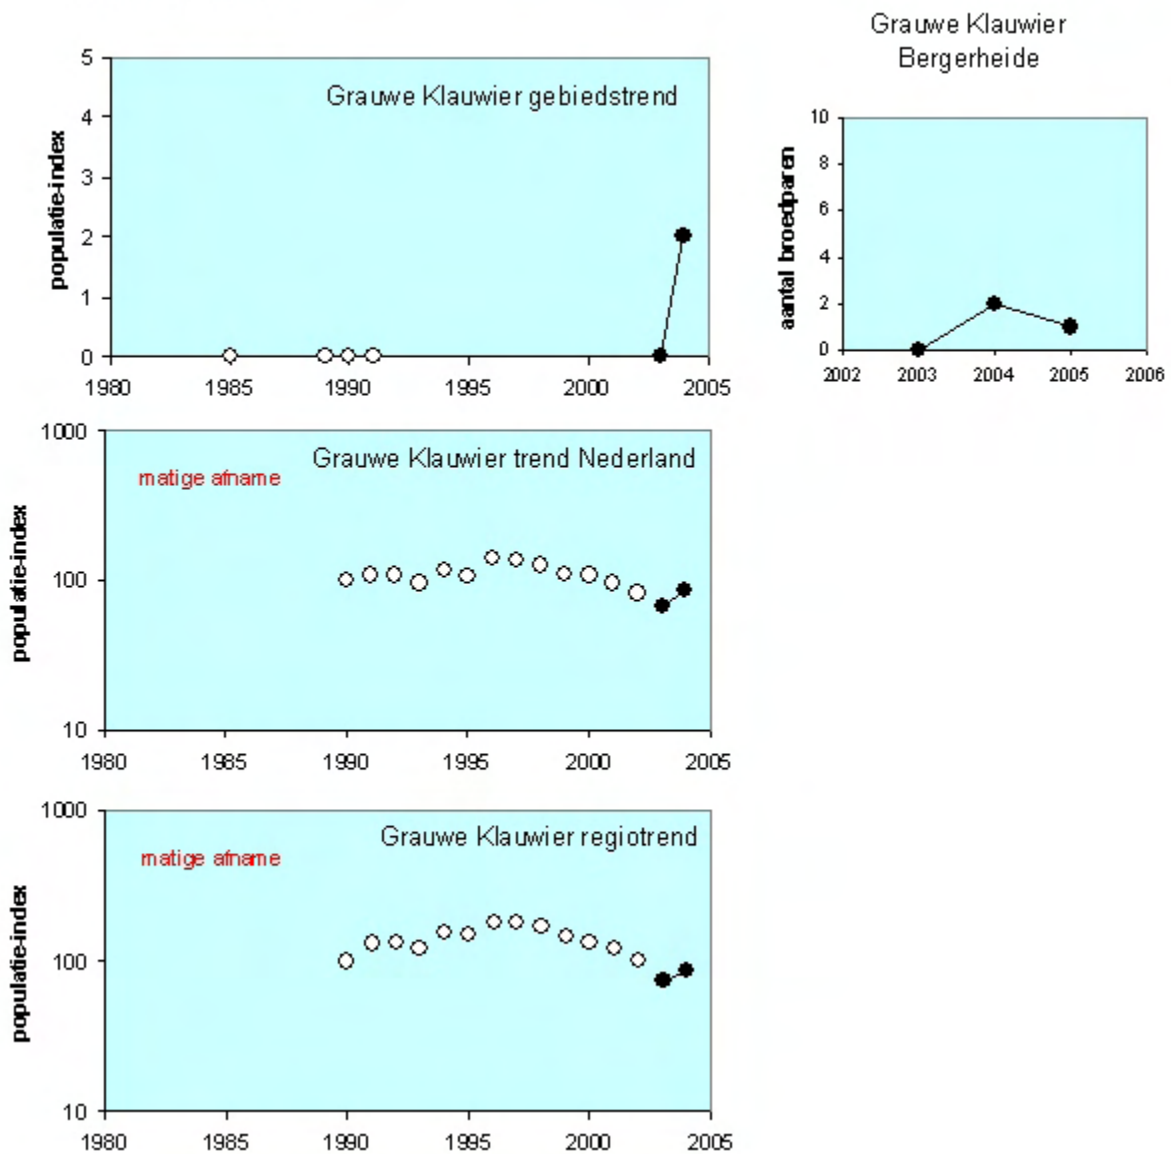 Grauwe Klauwier gebiedstrend
populatie-index
5
4
3
2
1
0
1980 1985 1990 1995 2000 2005
Grauwe Klauwier
Bergerheide
aantal broedparen
10
8
6
4
2
0
2002 2003 2004 2005 2006
Grauwe Klauwier trend Nederland
matige afname
populatie-index
1000
100
10
1980 1985 1990 1995 2000 2005
Grauwe Klauwier regiotrend
matige afname
populatie-index
1000
100
10
1980 1985 1990 1995 2000 2005